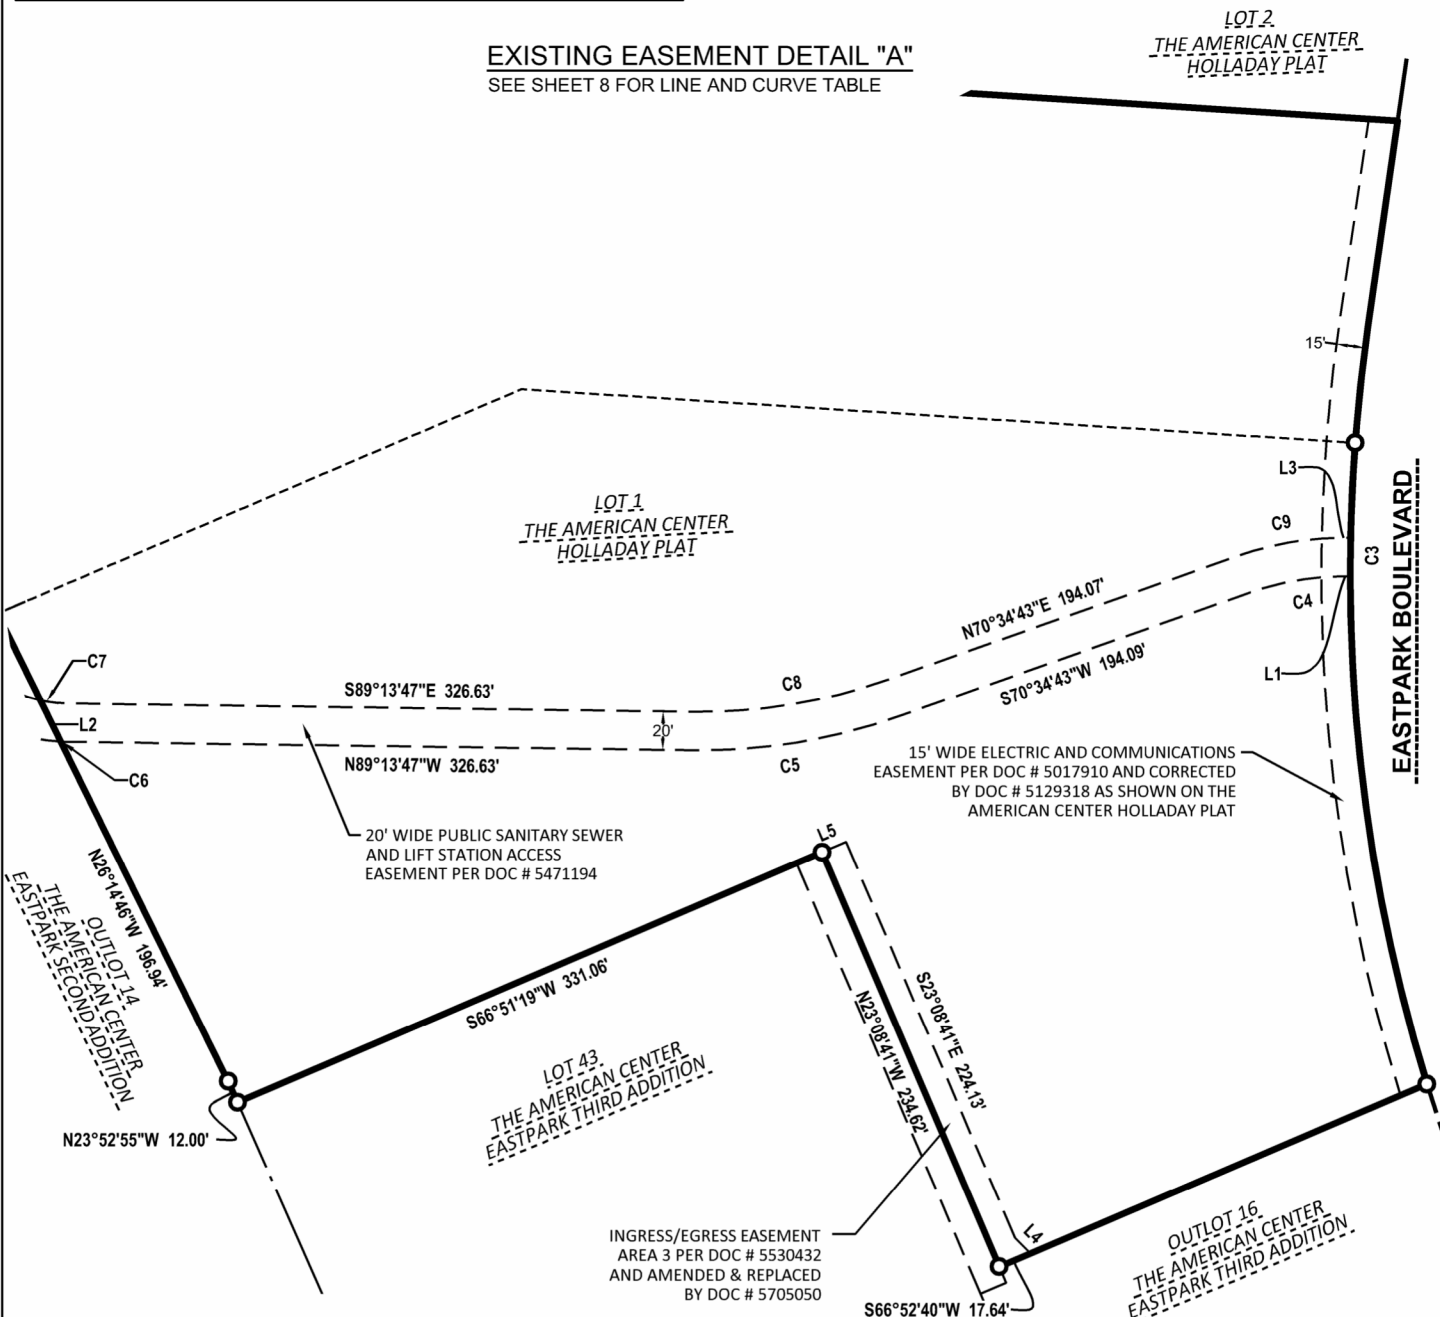 EXISTING EASEMENT DETAIL "A"
SEE SHEET 8 FOR LINE AND CURVE TABLE
LOT 2
THE AMERICAN CENTER
HOLLADAY PLAT
15'
LOT 1
THE AMERICAN CENTER
HOLLADAY PLAT
L3
C9
C3
EASTPARK BOULEVARD
N70°34'43"E 194.07'
C4
S70°34'43"W 194.09'
L1
C7
S89°13'47"E 326.63'
C8
L2
20'
C6
N89°13'47"W 326.63'
C5
15' WIDE ELECTRIC AND COMMUNICATIONS
EASEMENT PER DOC # 5017910 AND CORRECTED
BY DOC # 5129318 AS SHOWN ON THE
AMERICAN CENTER HOLLADAY PLAT
20' WIDE PUBLIC SANITARY SEWER
AND LIFT STATION ACCESS
EASEMENT PER DOC # 5471194
L5
N26°14'46"W 196.94'
OUTLOT 14
THE AMERICAN CENTER
EASTPARK SECOND ADDITION
S66°51'19"W 331.06'
S23°08'41"E 224.13'
N23°08'41"W 234.62'
LOT 43
THE AMERICAN CENTER
EASTPARK THIRD ADDITION
N23°52'55"W 12.00'
INGRESS/EGRESS EASEMENT
AREA 3 PER DOC # 5530432
AND AMENDED & REPLACED
BY DOC # 5705050
L4
OUTLOT 16
THE AMERICAN CENTER
EASTPARK THIRD ADDITION
S66°52'40"W 17.64'